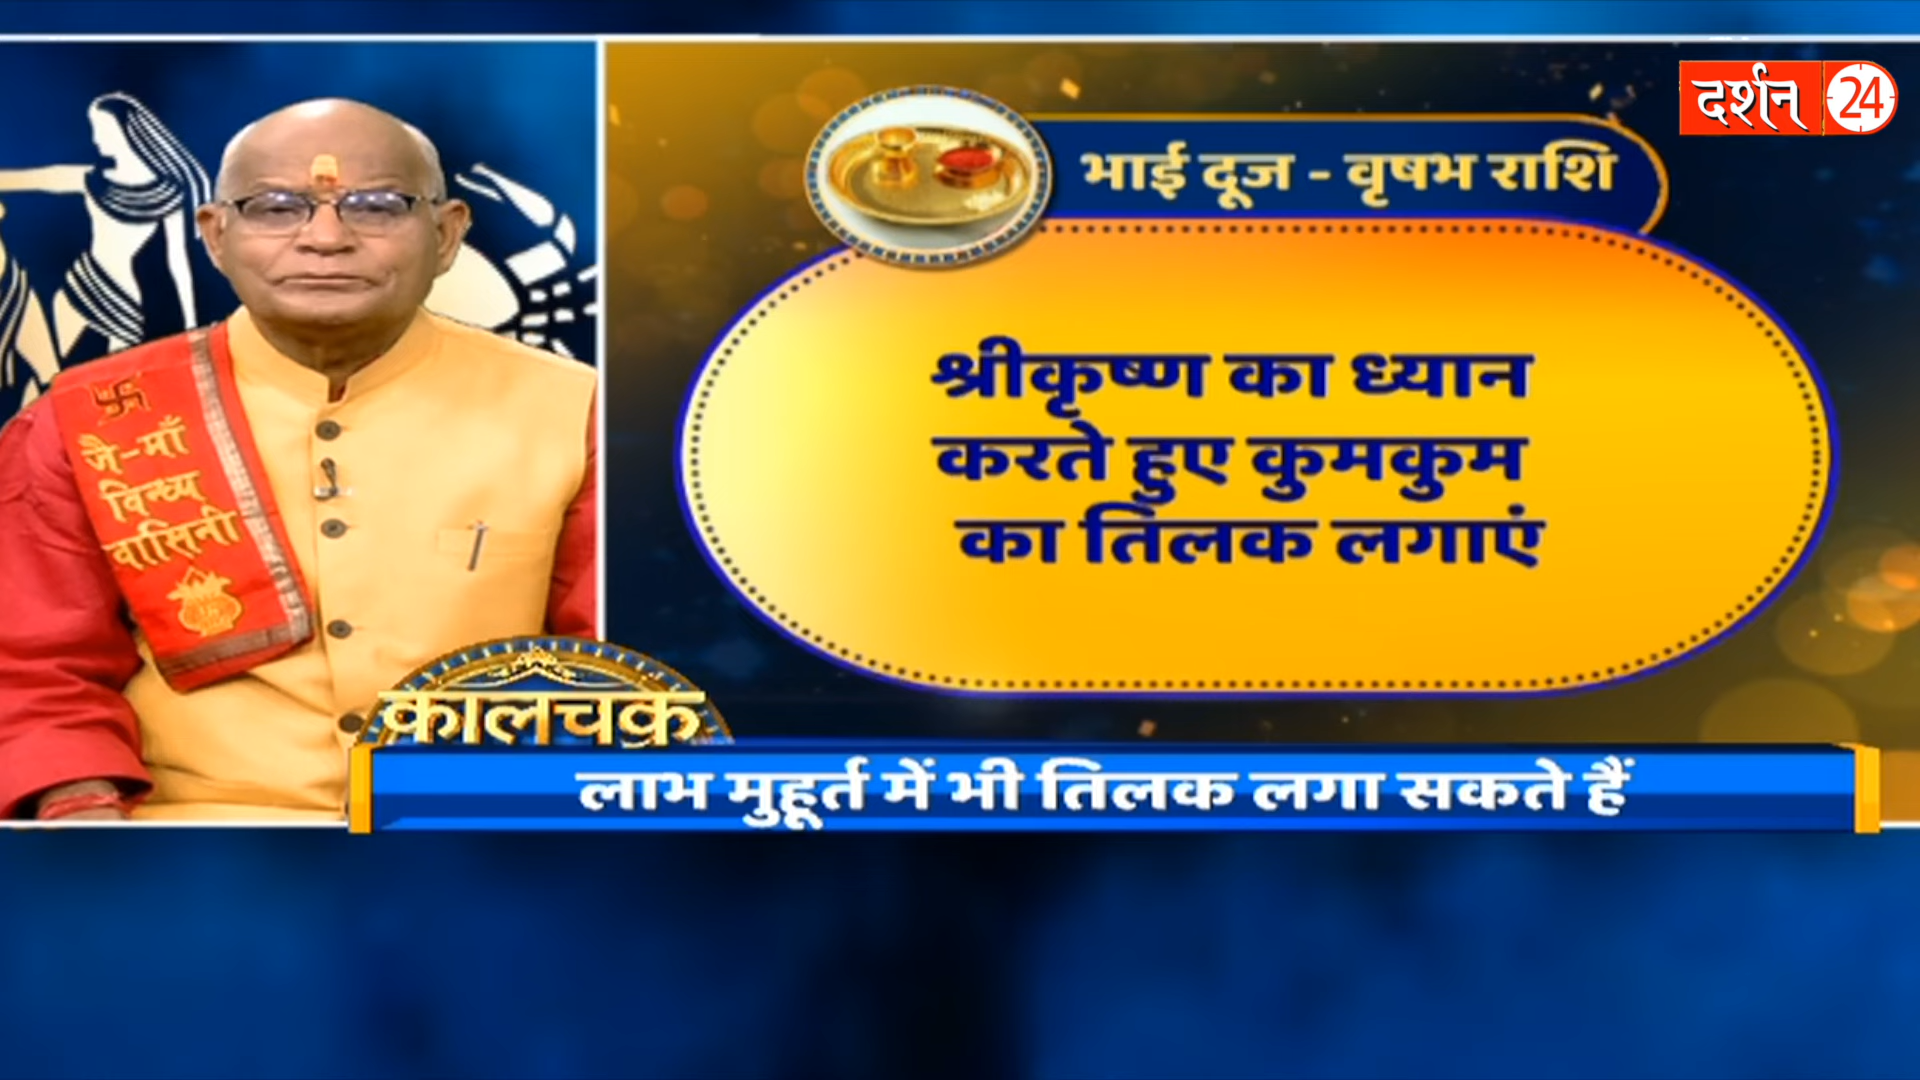 दर्शन 24
भाई दूज - वृषभ राशि
श्रीकृष्ण का ध्यान
करते हुए कुमकुम
का तिलक लगाएं
जै-माँ
विन्ध्य
वासिनी
कालचक्र
लाभ मुहूर्त में भी तिलक लगा सकते हैं